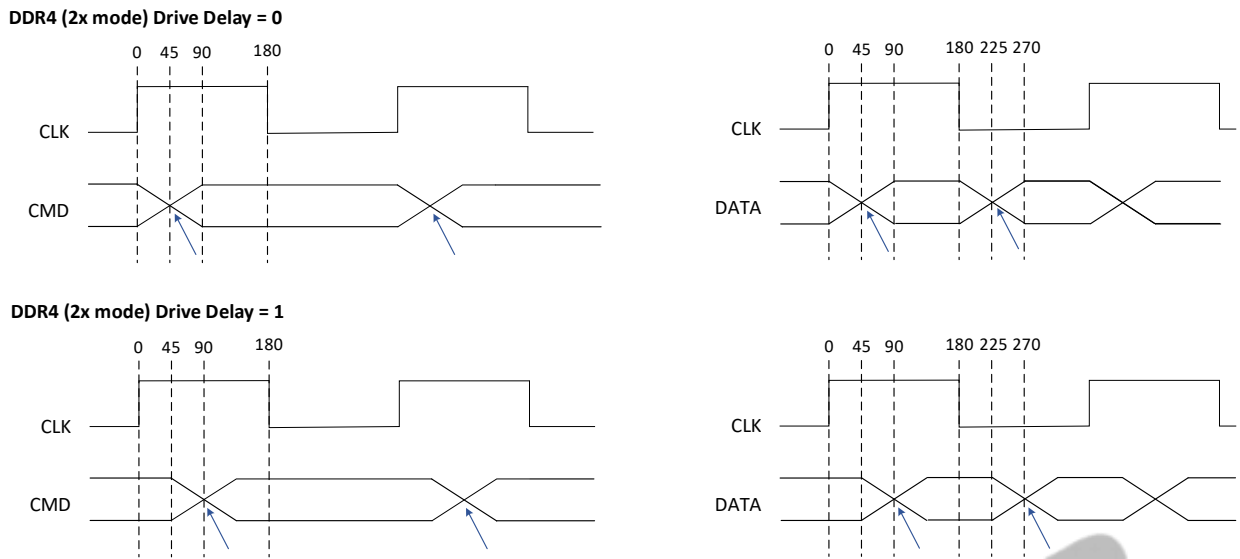 DDR4 (2x mode) Drive Delay = 0
0 45 90 180
CLK
CMD
0 45 90 180 225 270
CLK
DATA
DDR4 (2x mode) Drive Delay = 1
0 45 90 180
CLK
CMD
0 45 90 180 225 270
CLK
DATA